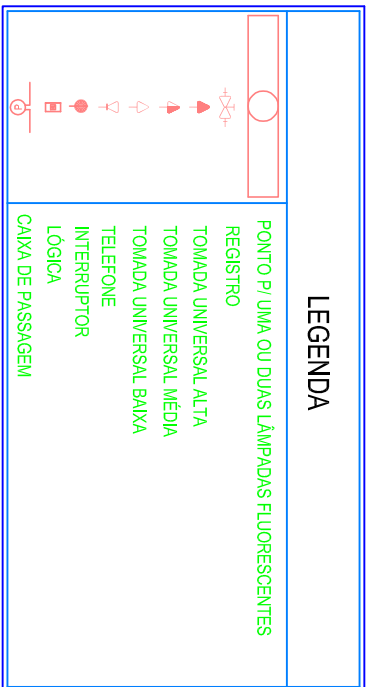 LEGENDA
PONTO P/ UMA OU DUAS LÂMPADAS FLUORESCENTES
REGISTRO
TOMADA UNIVERSAL ALTA
TOMADA UNIVERSAL MÉDIA
TOMADA UNIVERSAL BAIXA
TELEFONE
INTERRUPTOR
LÓGICA
P CAIXA DE PASSAGEM